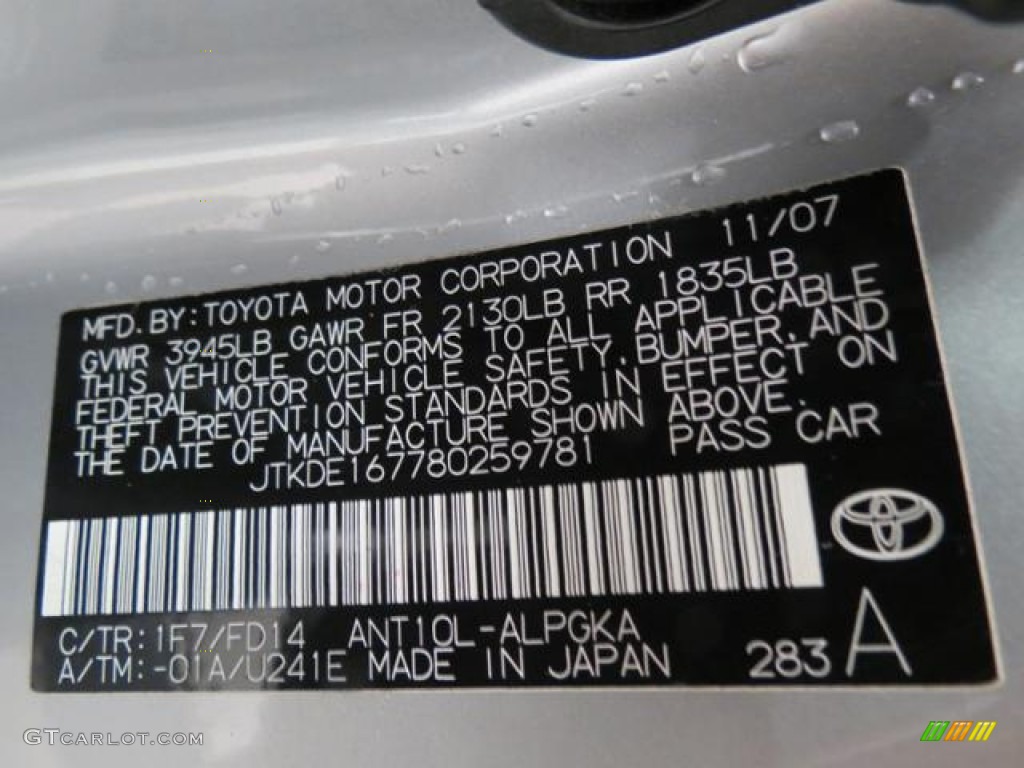 MFD. BY: TOYOTA MOTOR CORPORATION 11/07
GVWR 3945LB GAWR FR 2130LB RR 1835LB
THIS VEHICLE CONFORMS TO ALL APPLICABLE
FEDERAL MOTOR VEHICLE SAFETY, BUMPER, AND
THEFT PREVENTION STANDARDS IN EFFECT ON
THE DATE OF MANUFACTURE SHOWN ABOVE.
JTKDE167780259781 PASS CAR
C/TR: 1F7/FD14 ANT10L-ALPGKA
A/TM: -01A/U241E MADE IN JAPAN 283 A
GTCARLOT.COM